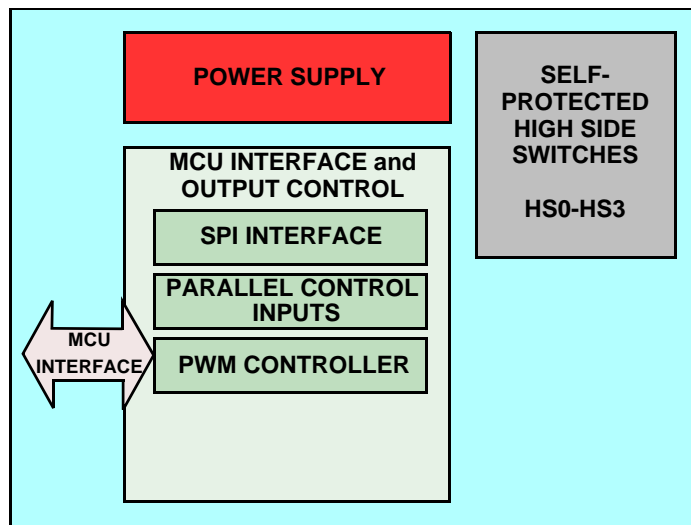 POWER SUPPLY
SELF-
PROTECTED
HIGH SIDE
SWITCHES
HS0-HS3
MCU INTERFACE and
OUTPUT CONTROL
SPI INTERFACE
PARALLEL CONTROL
INPUTS
PWM CONTROLLER
MCU
INTERFACE